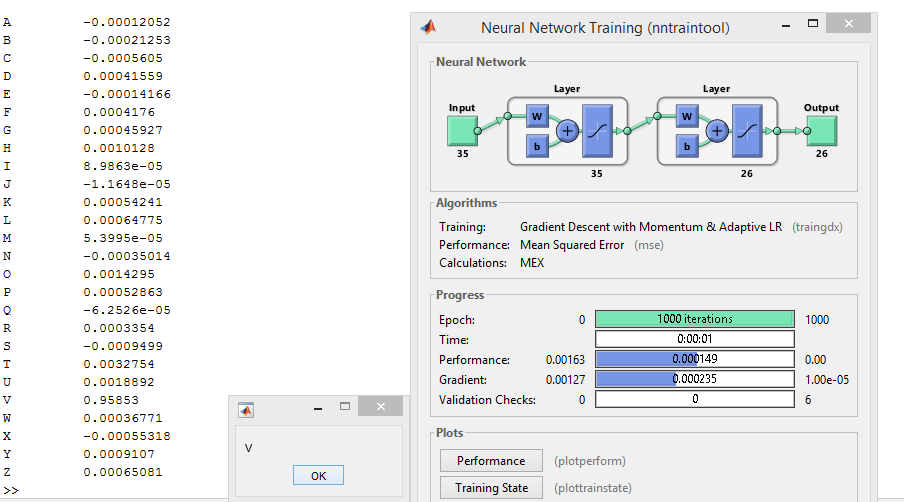 A -0.00012052
B -0.00021253
C -0.0005605
D 0.00041559
E -0.00014166
F 0.0004176
G 0.00045927
H 0.0010128
I 8.9863e-05
J -1.1648e-05
K 0.00054241
L 0.00064775
M 5.3995e-05
N -0.00035014
O 0.0014295
P 0.00052863
Q -6.2526e-05
R 0.0003354
S -0.0009499
T 0.0032754
U 0.0018892
V 0.95853
W 0.00036771
X -0.00055318
Y 0.0009107
Z 0.00065081
>>
V
OK
Neural Network Training (nntraintool)
Neural Network
Layer Layer
Input W b + W b + Output
35 35 26 26
Algorithms
Training: Gradient Descent with Momentum & Adaptive LR (traingdx)
Performance: Mean Squared Error (mse)
Calculations: MEX
Progress
Epoch: 0 1000 iterations 1000
Time: 0:00:01
Performance: 0.00163 0.000149 0.00
Gradient: 0.00127 0.000235 1.00e-05
Validation Checks: 0 0 6
Plots
Performance (plotperform)
Training State (plottrainstate)